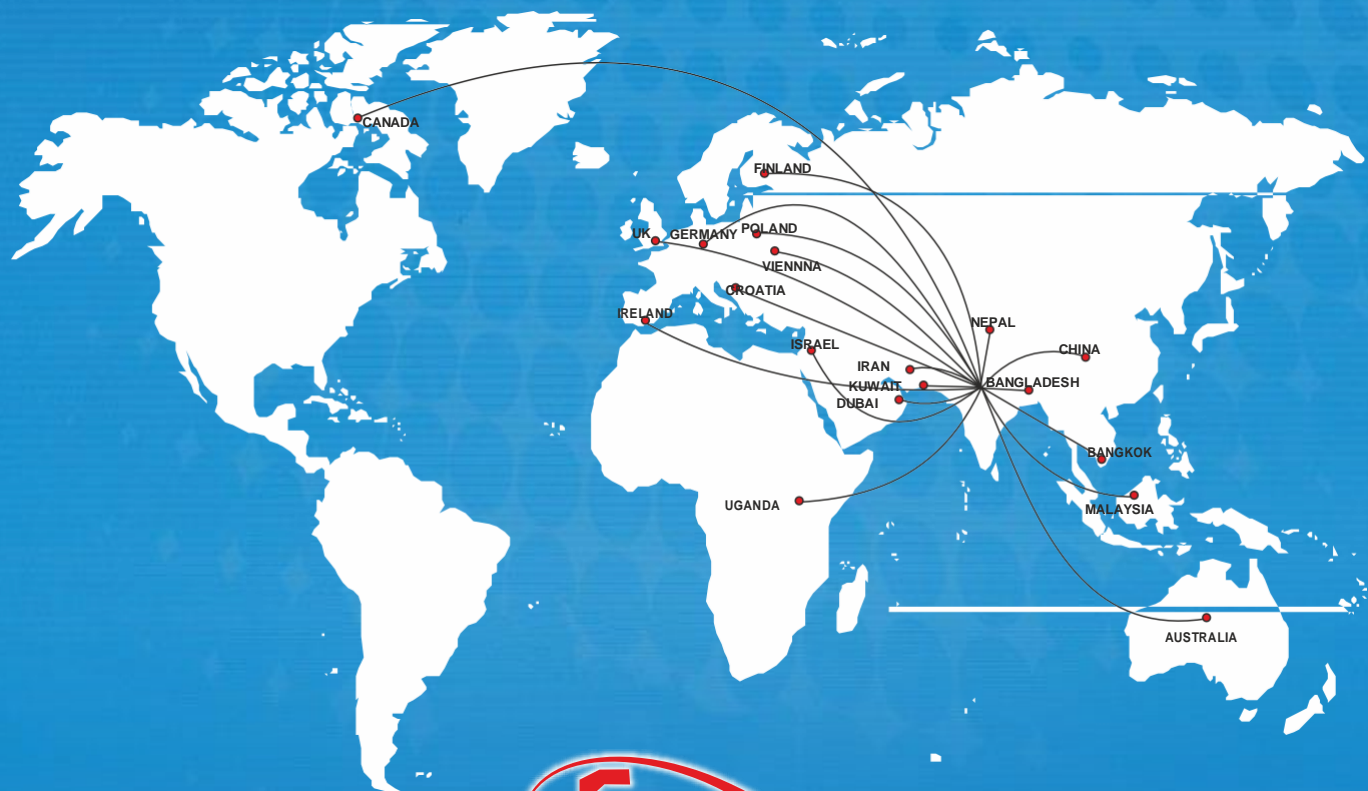 CANADA
FINLAND
UK
GERMANY
POLAND
VIENNNA
CROATIA
IRELAND
ISRAEL
NEPAL
CHINA
IRAN
KUWAIT
BANGLADESH
DUBAI
BANGKOK
UGANDA
MALAYSIA
AUSTRALIA